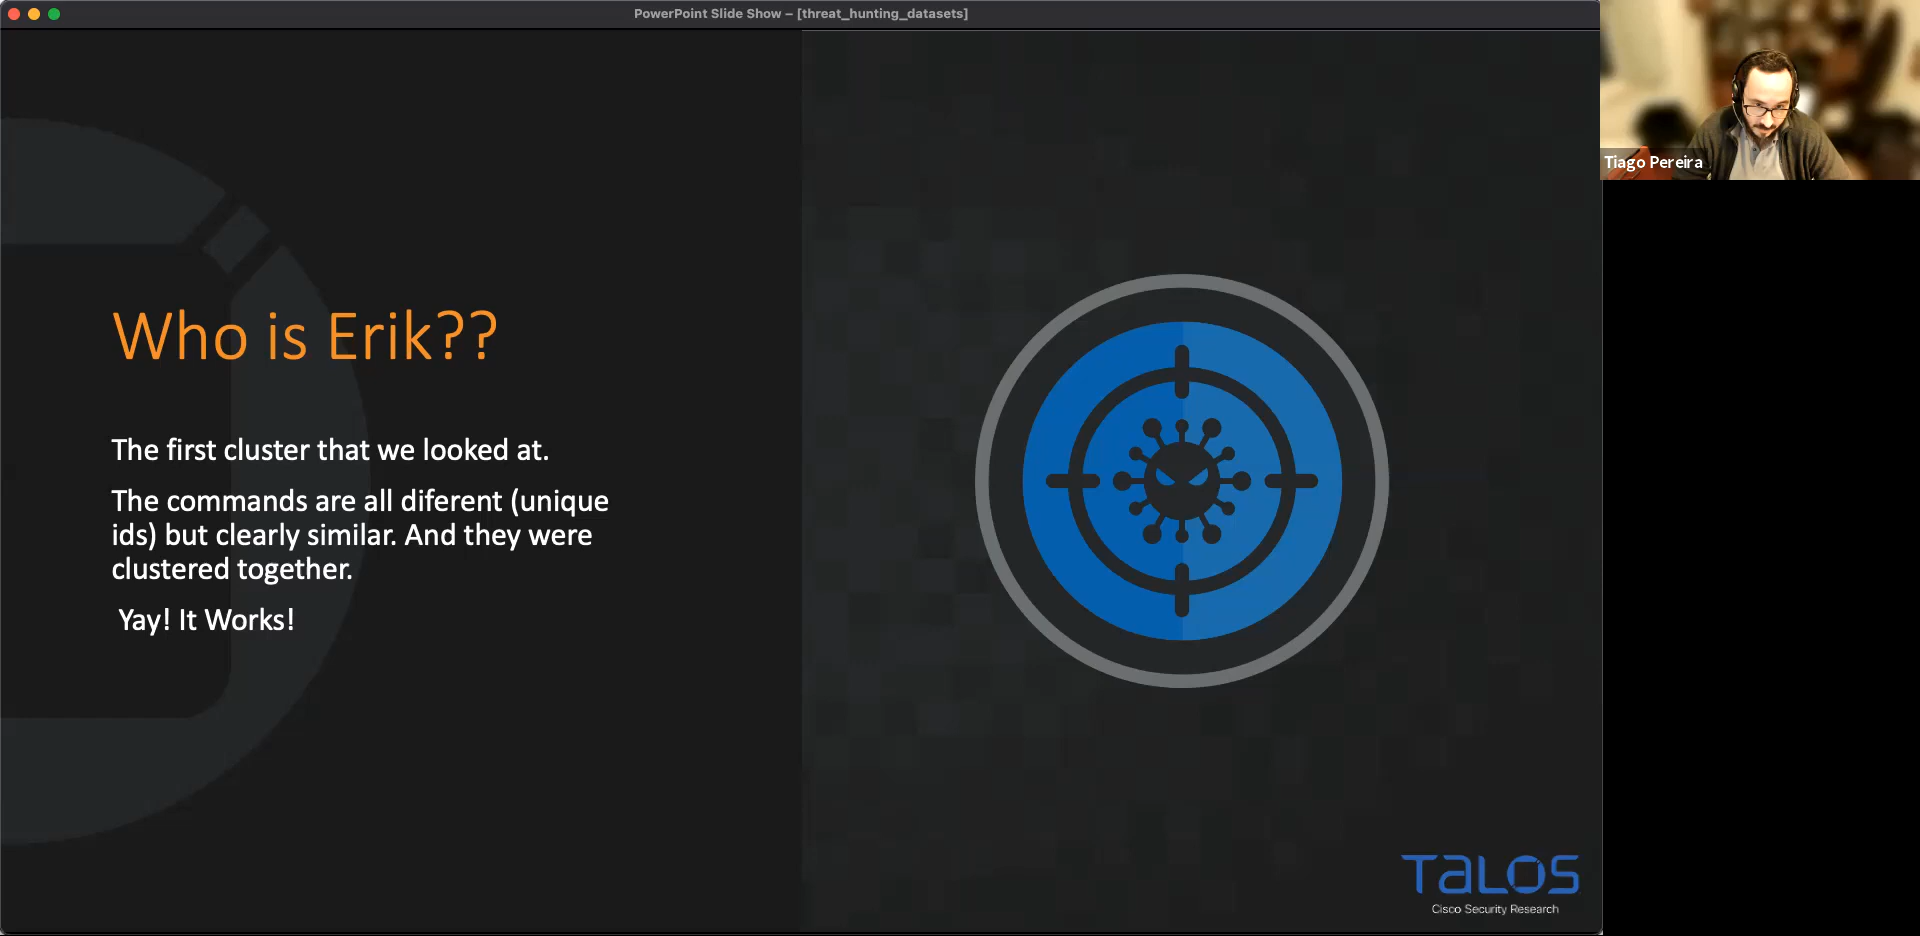 PowerPoint Slide Show – [threat_hunting_datasets]
Tiago Pereira
Who is Erik??
The first cluster that we looked at.
The commands are all diferent (unique
ids) but clearly similar. And they were
clustered together.
Yay! It Works!
TALOS
Cisco Security Research